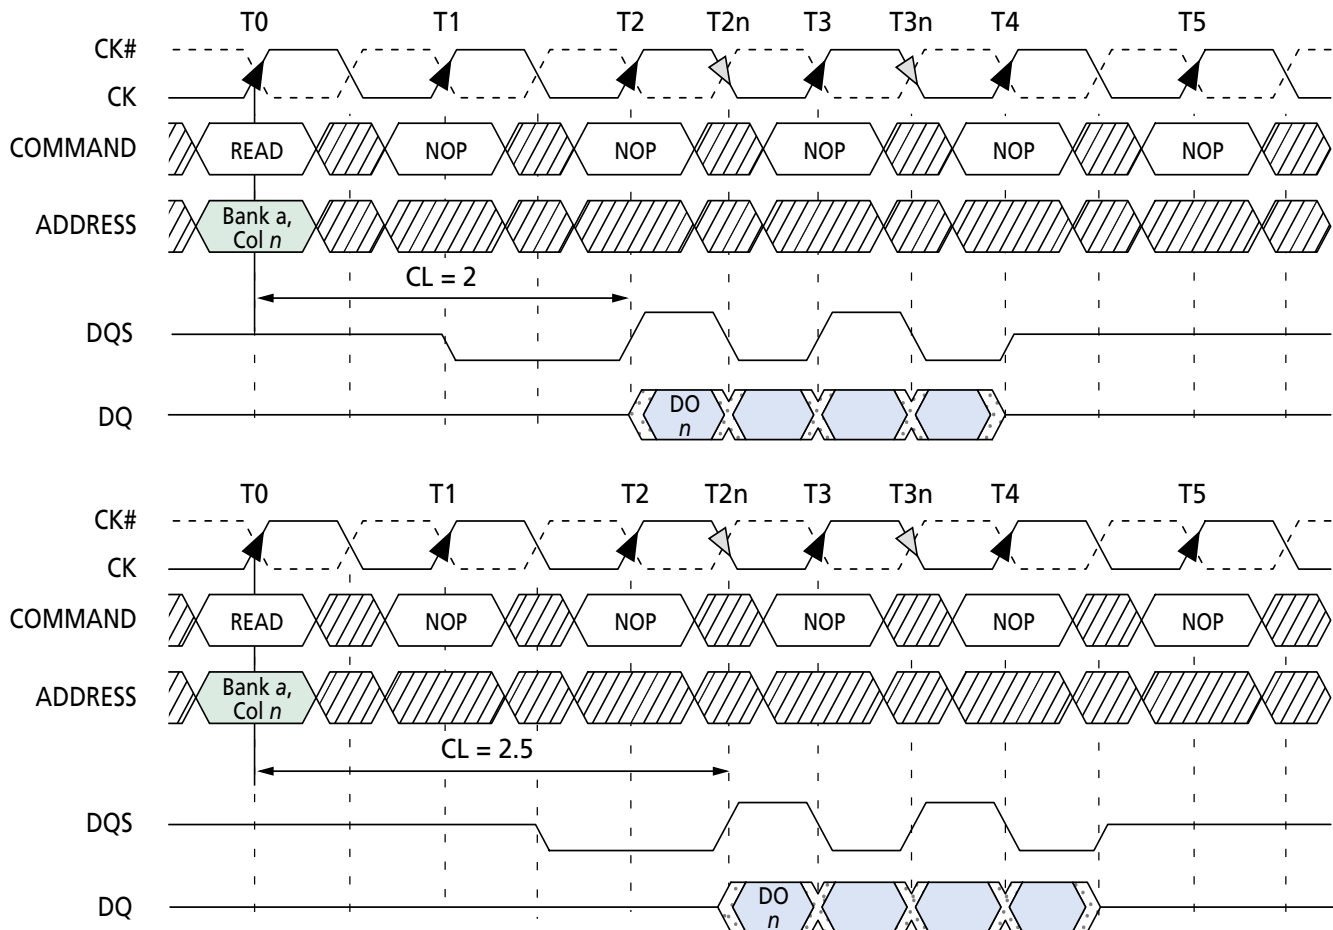 T0 T1 T2 T2n T3 T3n T4 T5
CK#
CK
COMMAND READ NOP NOP NOP NOP NOP
ADDRESS Bank a,
Col n
CL = 2
DQS
DQ DO
n
T0 T1 T2 T2n T3 T3n T4 T5
CK#
CK
COMMAND READ NOP NOP NOP NOP NOP
ADDRESS Bank a,
Col n
CL = 2.5
DQS
DQ DO
n